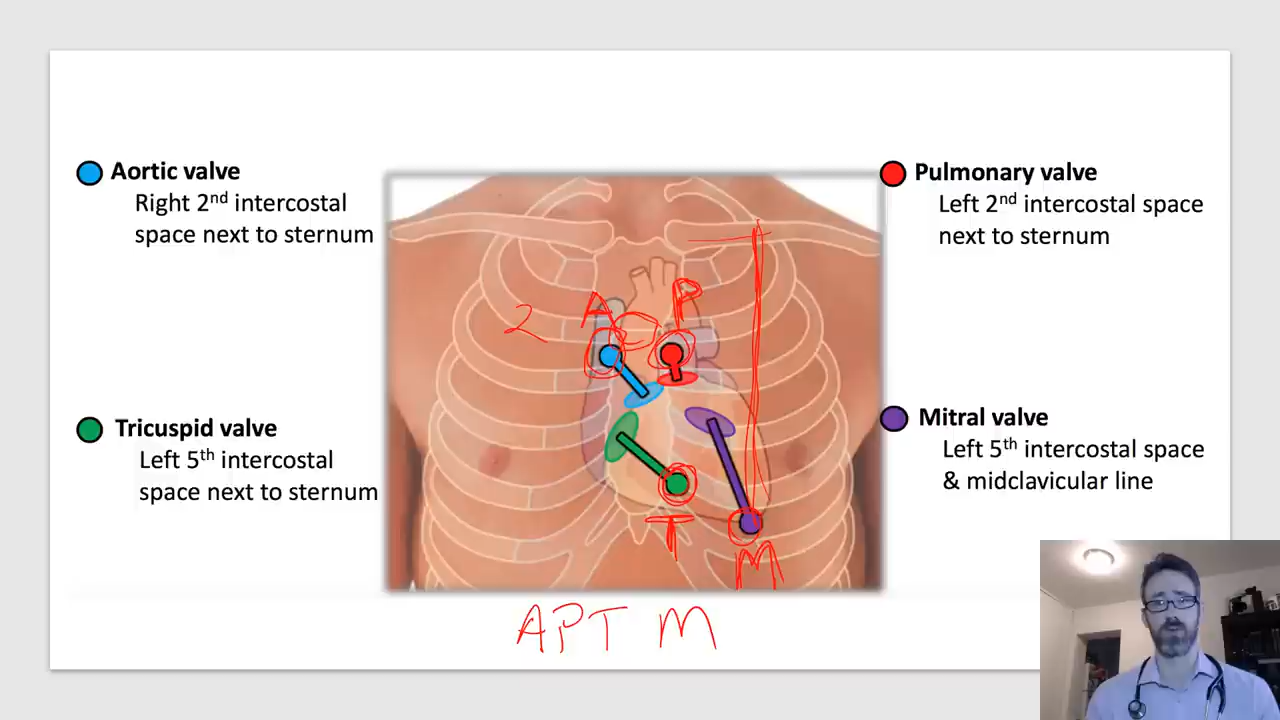 Aortic valve
Right 2nd intercostal
space next to sternum
Pulmonary valve
Left 2nd intercostal space
next to sternum
2
A
P
Tricuspid valve
Left 5th intercostal
space next to sternum
Mitral valve
Left 5th intercostal space
& midclavicular line
T
M
APT M